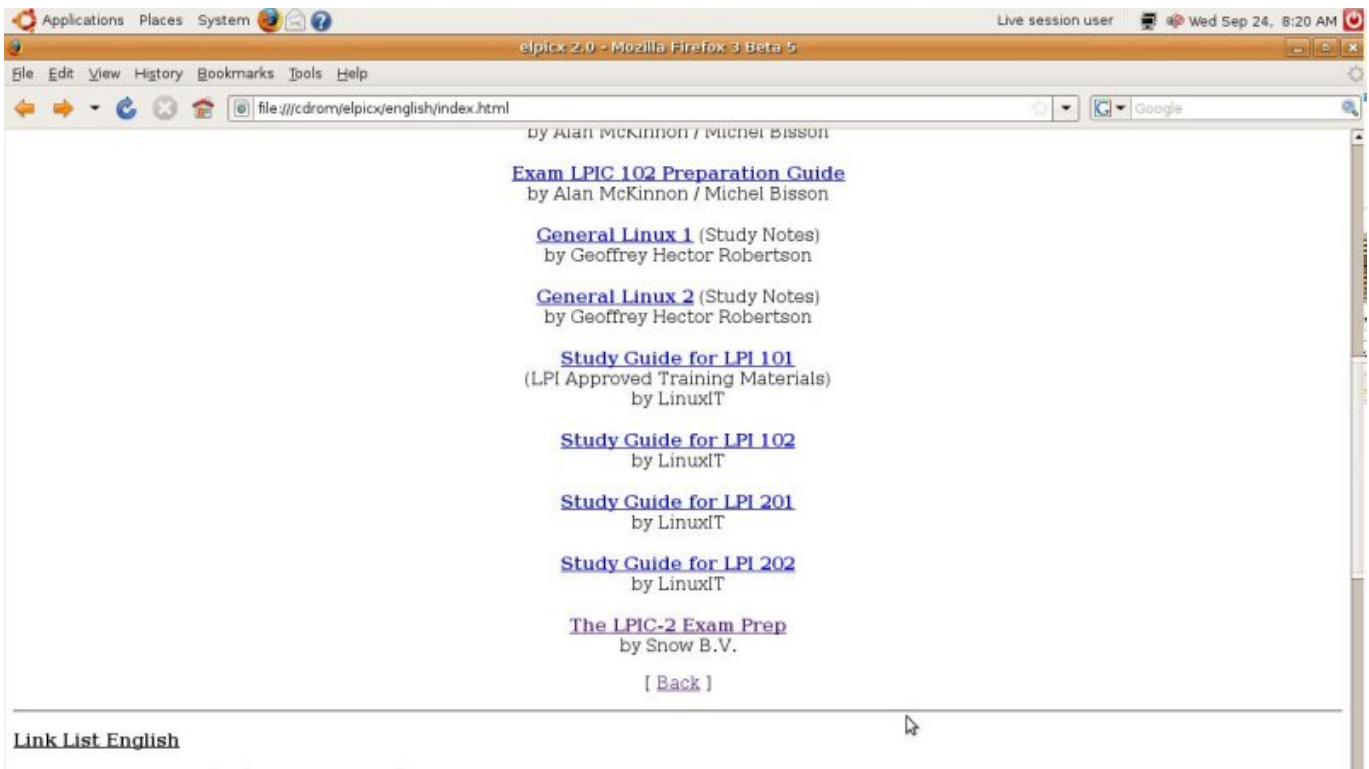 Applications Places System Live session user Wed Sep 24, 8:20 AM
elpicx 2.0 - Mozilla Firefox 3 Beta 5
File Edit View History Bookmarks Tools Help
file:///cdrom/elpicx/english/index.html Google
by Alan McKinnon / Michel Bisson
Exam LPIC 102 Preparation Guide
by Alan McKinnon / Michel Bisson
General Linux 1 (Study Notes)
by Geoffrey Hector Robertson
General Linux 2 (Study Notes)
by Geoffrey Hector Robertson
Study Guide for LPI 101
(LPI Approved Training Materials)
by LinuxIT
Study Guide for LPI 102
by LinuxIT
Study Guide for LPI 201
by LinuxIT
Study Guide for LPI 202
by LinuxIT
The LPIC-2 Exam Prep
by Snow B.V.
[ Back ]
Link List English